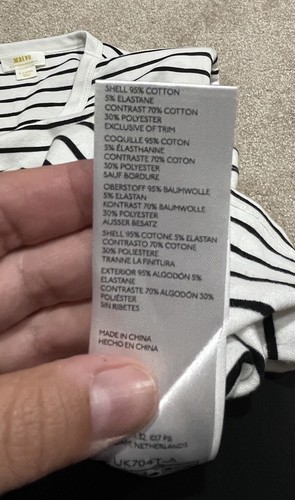 SHELL 95% COTTON
5% ELASTANE
CONTRAST 70% COTTON
30% POLYESTER
EXCLUSIVE OF TRIM
COQUILLE 95% COTON
5% ÉLASTHANNE
CONTRASTE 70% COTON
30% POLYESTER
SAUF BORDURE
OBERSTOFF 95% BAUMWOLLE
5% ELASTAN
KONTRAST 70% BAUMWOLLE
30% POLYESTER
AUSSER BESATZ
SHELL 95% COTONE 5% ELASTAN
CONTRASTO 70% COTONE
30% POLIESTERE
TRANNE LA FINITURA
EXTERIOR 95% ALGODÓN 5%
ELASTANE
CONTRASTE 70% ALGODÓN 30%
POLIÉSTER
SIN RIBETES
MADE IN CHINA
HECHO EN CHINA
NETHERLANDS